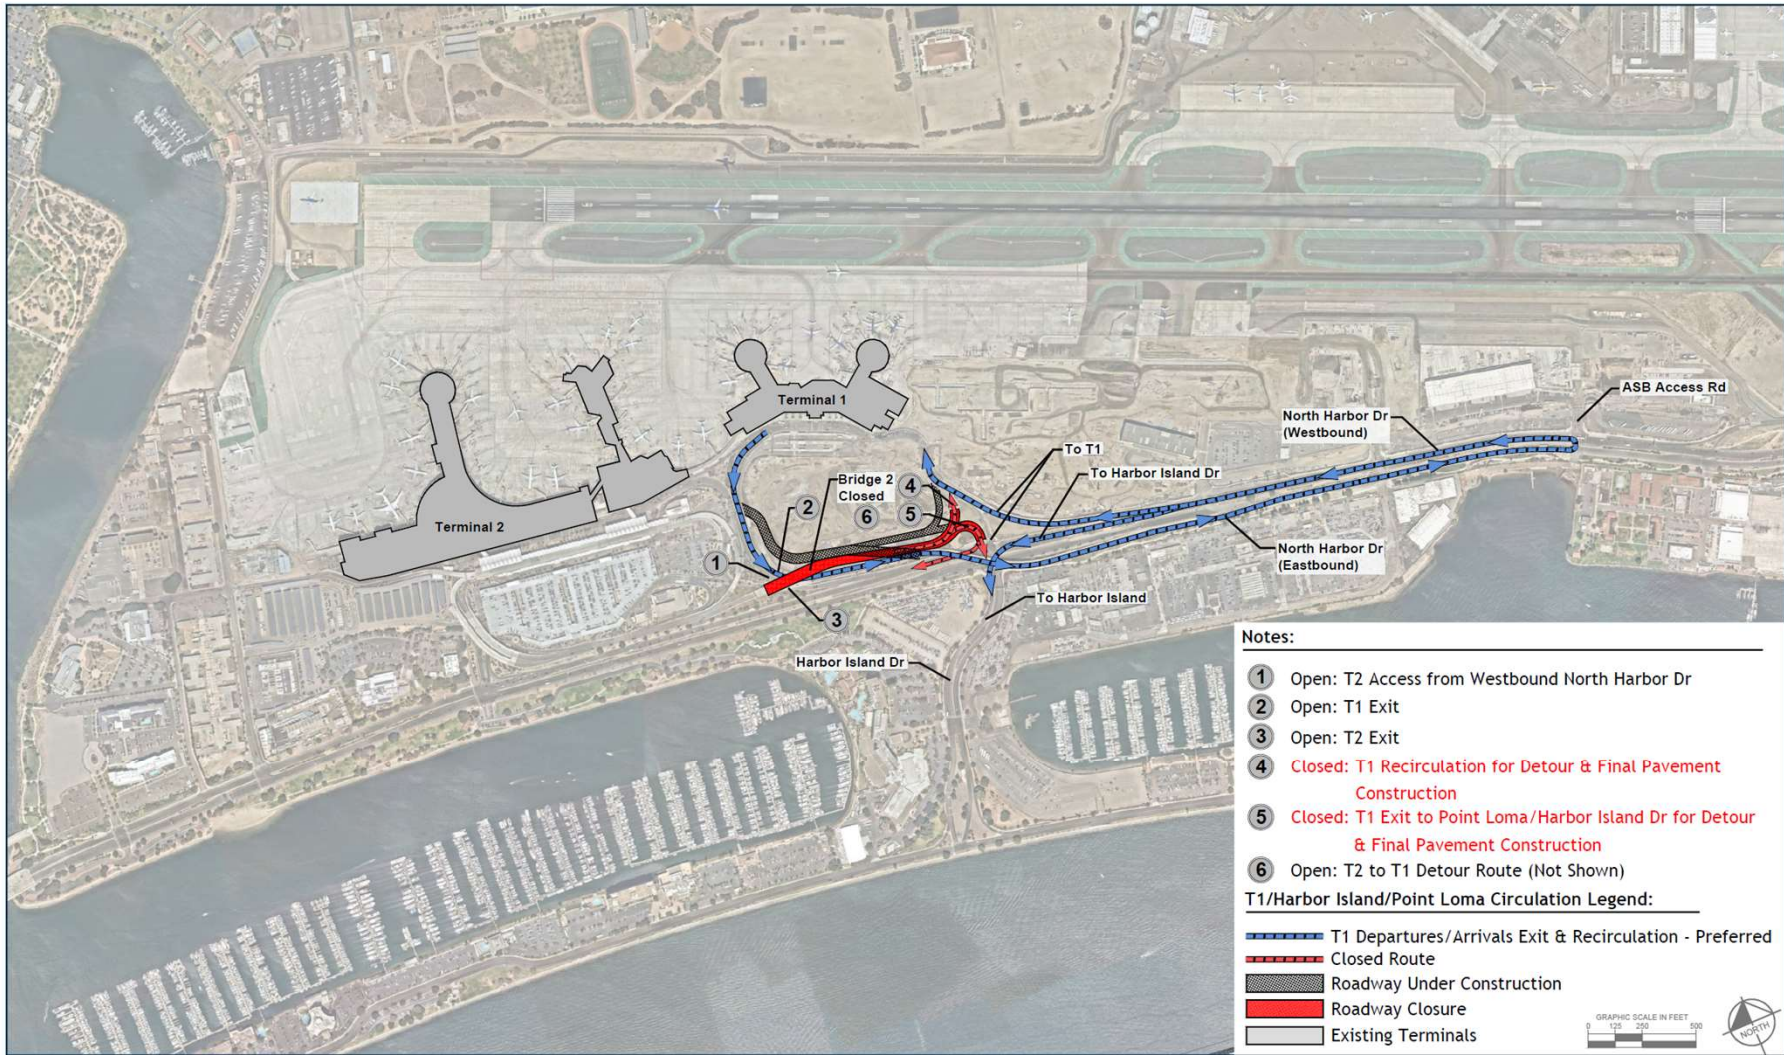 Terminal 1
Terminal 2
ASB Access Rd
North Harbor Dr
(Westbound)
To T1
To Harbor Island Dr
Bridge 2
Closed
4
2
6
5
North Harbor Dr
(Eastbound)
1
3
To Harbor Island
Harbor Island Dr
Notes:
1 Open: T2 Access from Westbound North Harbor Dr
2 Open: T1 Exit
3 Open: T2 Exit
4 Closed: T1 Recirculation for Detour & Final Pavement
Construction
5 Closed: T1 Exit to Point Loma/Harbor Island Dr for Detour
& Final Pavement Construction
6 Open: T2 to T1 Detour Route (Not Shown)
T1/Harbor Island/Point Loma Circulation Legend:
T1 Departures/Arrivals Exit & Recirculation - Preferred
Closed Route
Roadway Under Construction
Roadway Closure
Existing Terminals
GRAPHIC SCALE IN FEET
0 125 250 500
NORTH